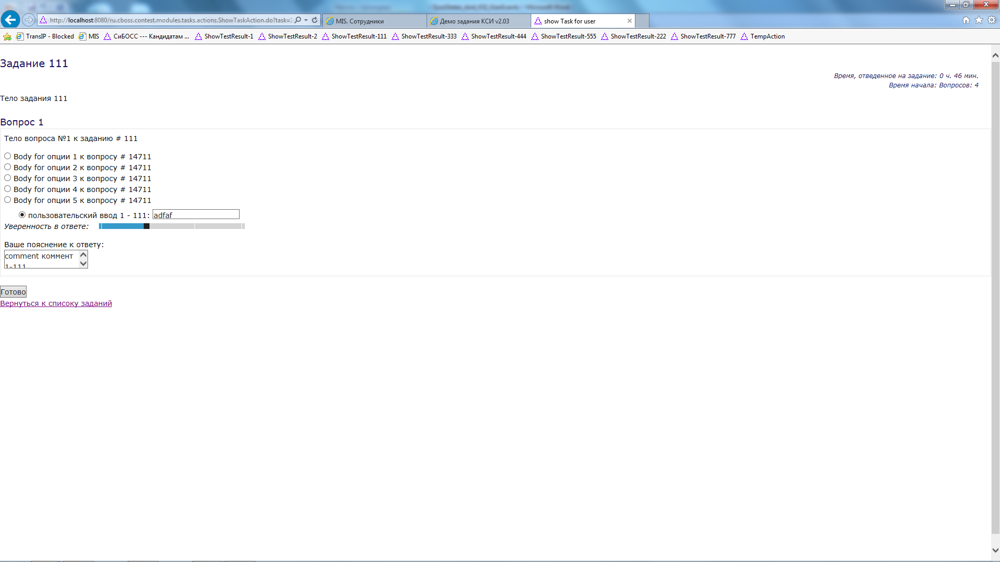 http://localhost:8080/ru.cboss.contest.modules.tasks.actions.ShowTaskAction.do?task=
MIS. Сотрудники
Демо задания КСИ v2.03
show Task for user
TransIP - Blocked
MIS
СиБОСС --- Кандидатам ...
ShowTestResult-1
ShowTestResult-2
ShowTestResult-111
ShowTestResult-333
ShowTestResult-444
ShowTestResult-555
ShowTestResult-222
ShowTestResult-777
TempAction
Задание 111
Время, отведенное на задание: 0 ч. 46 мин.
Время начала: Вопросов: 4
Тело задания 111
Вопрос 1
Тело вопроса №1 к заданию # 111
Body for опции 1 к вопросу # 14711
Body for опции 2 к вопросу # 14711
Body for опции 3 к вопросу # 14711
Body for опции 4 к вопросу # 14711
Body for опции 5 к вопросу # 14711
пользовательский ввод 1 - 111: adfaf
Уверенность в ответе:
Ваше пояснение к ответу:
comment коммент
1-111
Готово
Вернуться к списоку заданий